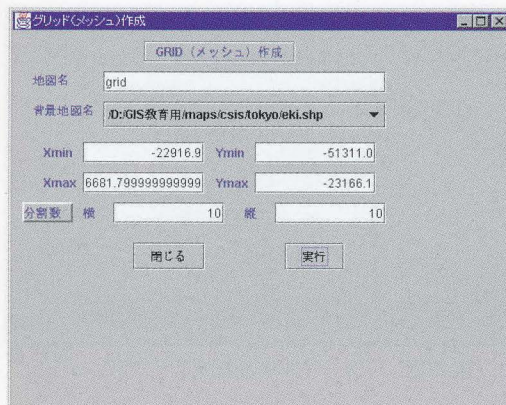 グリッド(メッシュ)作成
GRID（メッシュ）作成
地図名 grid
背景地図名 /D:/GIS教育用/maps/csis/tokyo/eki.shp
Xmin -22916.9 Ymin -51311.0
Xmax 6681.799999999999 Ymax -23166.1
分割数 横 10 縦 10
閉じる 実行